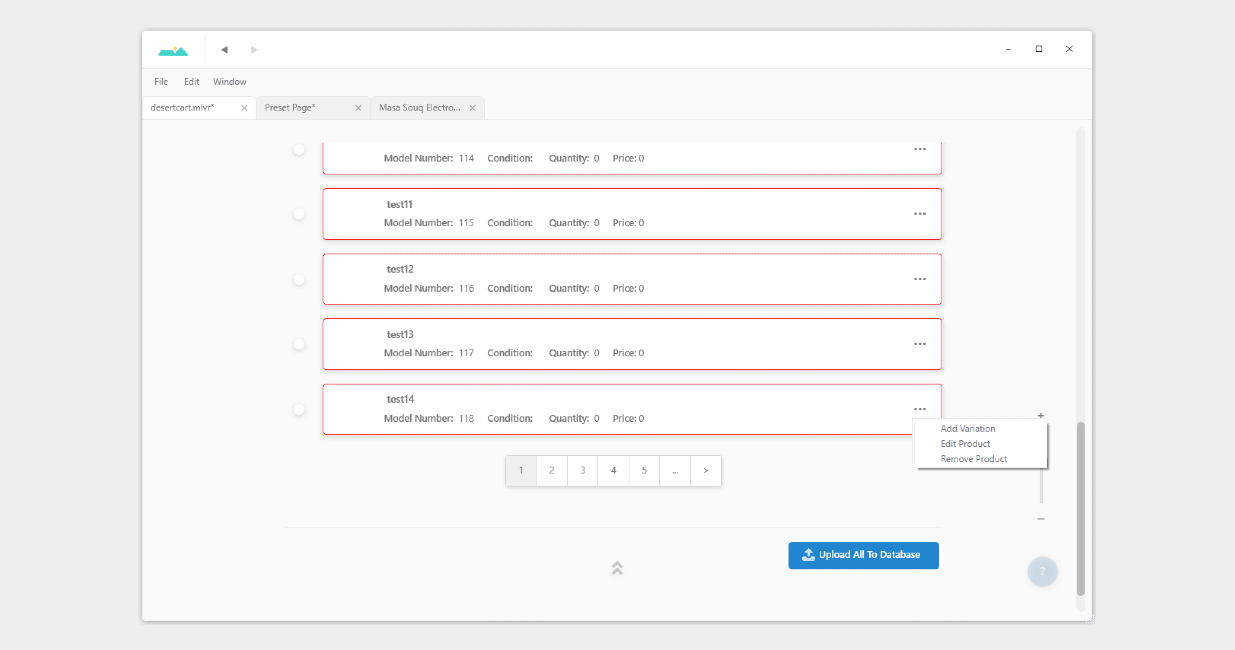 File Edit Window
desertcart.mlvr* Preset Page* Masa Souq Electro...
Model Number: 114 Condition: Quantity: 0 Price: 0
test11
Model Number: 115 Condition: Quantity: 0 Price: 0
test12
Model Number: 116 Condition: Quantity: 0 Price: 0
test13
Model Number: 117 Condition: Quantity: 0 Price: 0
test14
Model Number: 118 Condition: Quantity: 0 Price: 0
Add Variation
Edit Product
Remove Product
1 2 3 4 5 ... >
Upload All To Database
?